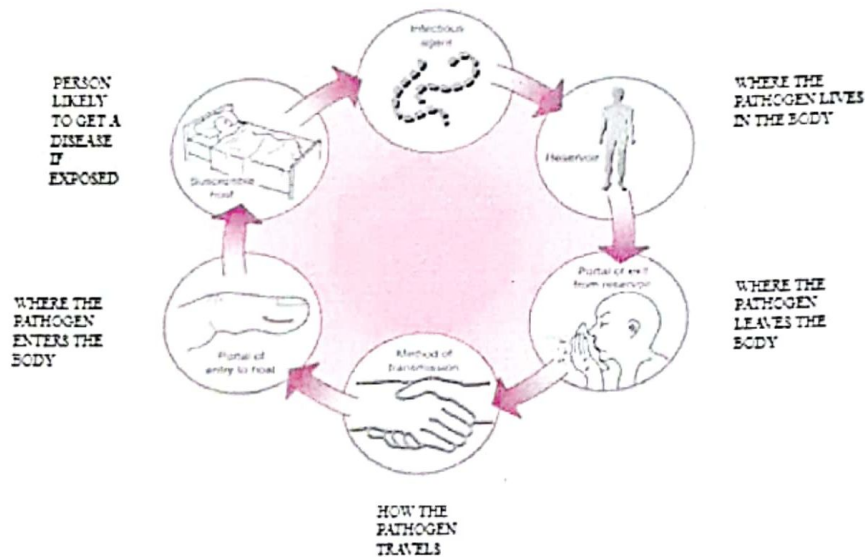 Infectious
agent
PERSON
LIKELY
TO GET A
DISEASE
IF
EXPOSED
WHERE THE
PATHOGEN LIVES
IN THE BODY
Reservoir
Susceptible
host
Portal of exit
from reservoir
WHERE THE
PATHOGEN
ENTERS THE
BODY
WHERE THE
PATHOGEN
LEAVES THE
BODY
Method of
transmission
Portal of
entry to host
HOW THE
PATHOGEN
TRAVELS